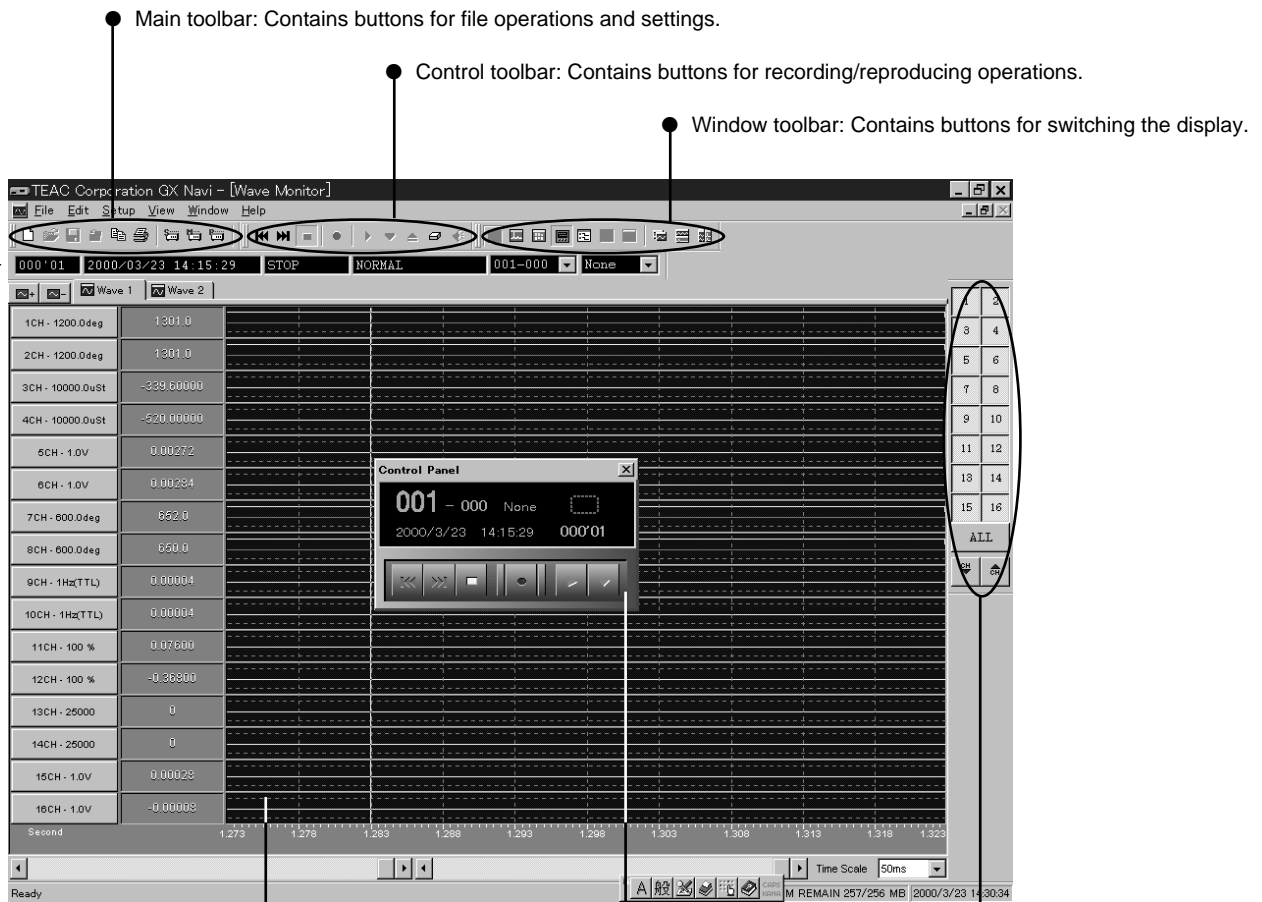 Main toolbar: Contains buttons for file operations and settings.
Control toolbar: Contains buttons for recording/reproducing operations.
Window toolbar: Contains buttons for switching the display.
TEAC Corporation GX Navi - [Wave Monitor]
File Edit Setup View Window Help
000'01 2000/03/23 14:15:29 STOP NORMAL 001-000 None
Wave 1 Wave 2
1 2
1CH - 1200.0deg 1301.0
3 4
2CH - 1200.0deg 1301.0
5 6
3CH - 10000.0uSt -339.60000
7 8
4CH - 10000.0uSt -520.00000
9 10
5CH - 1.0V 0.00272
11 12
6CH - 1.0V 0.00284
13 14
7CH - 600.0deg 652.0
15 16
8CH - 600.0deg 650.0
ALL
9CH - 1Hz(TTL) 0.00004
CH CH
10CH - 1Hz(TTL) 0.00004
11CH - 100 % 0.07600
12CH - 100 % -0.36800
13CH - 25000 0
14CH - 25000 0
15CH - 1.0V 0.00028
16CH - 1.0V -0.00008
Control Panel
001 - 000 None
2000/3/23 14:15:29 000'01
Second 1.273 1.278 1.283 1.288 1.293 1.298 1.303 1.308 1.313 1.318 1.323
Time Scale 50ms
Ready
A 般 CAPS KANA M REMAIN 257/256 MB 2000/3/23 14:30:34